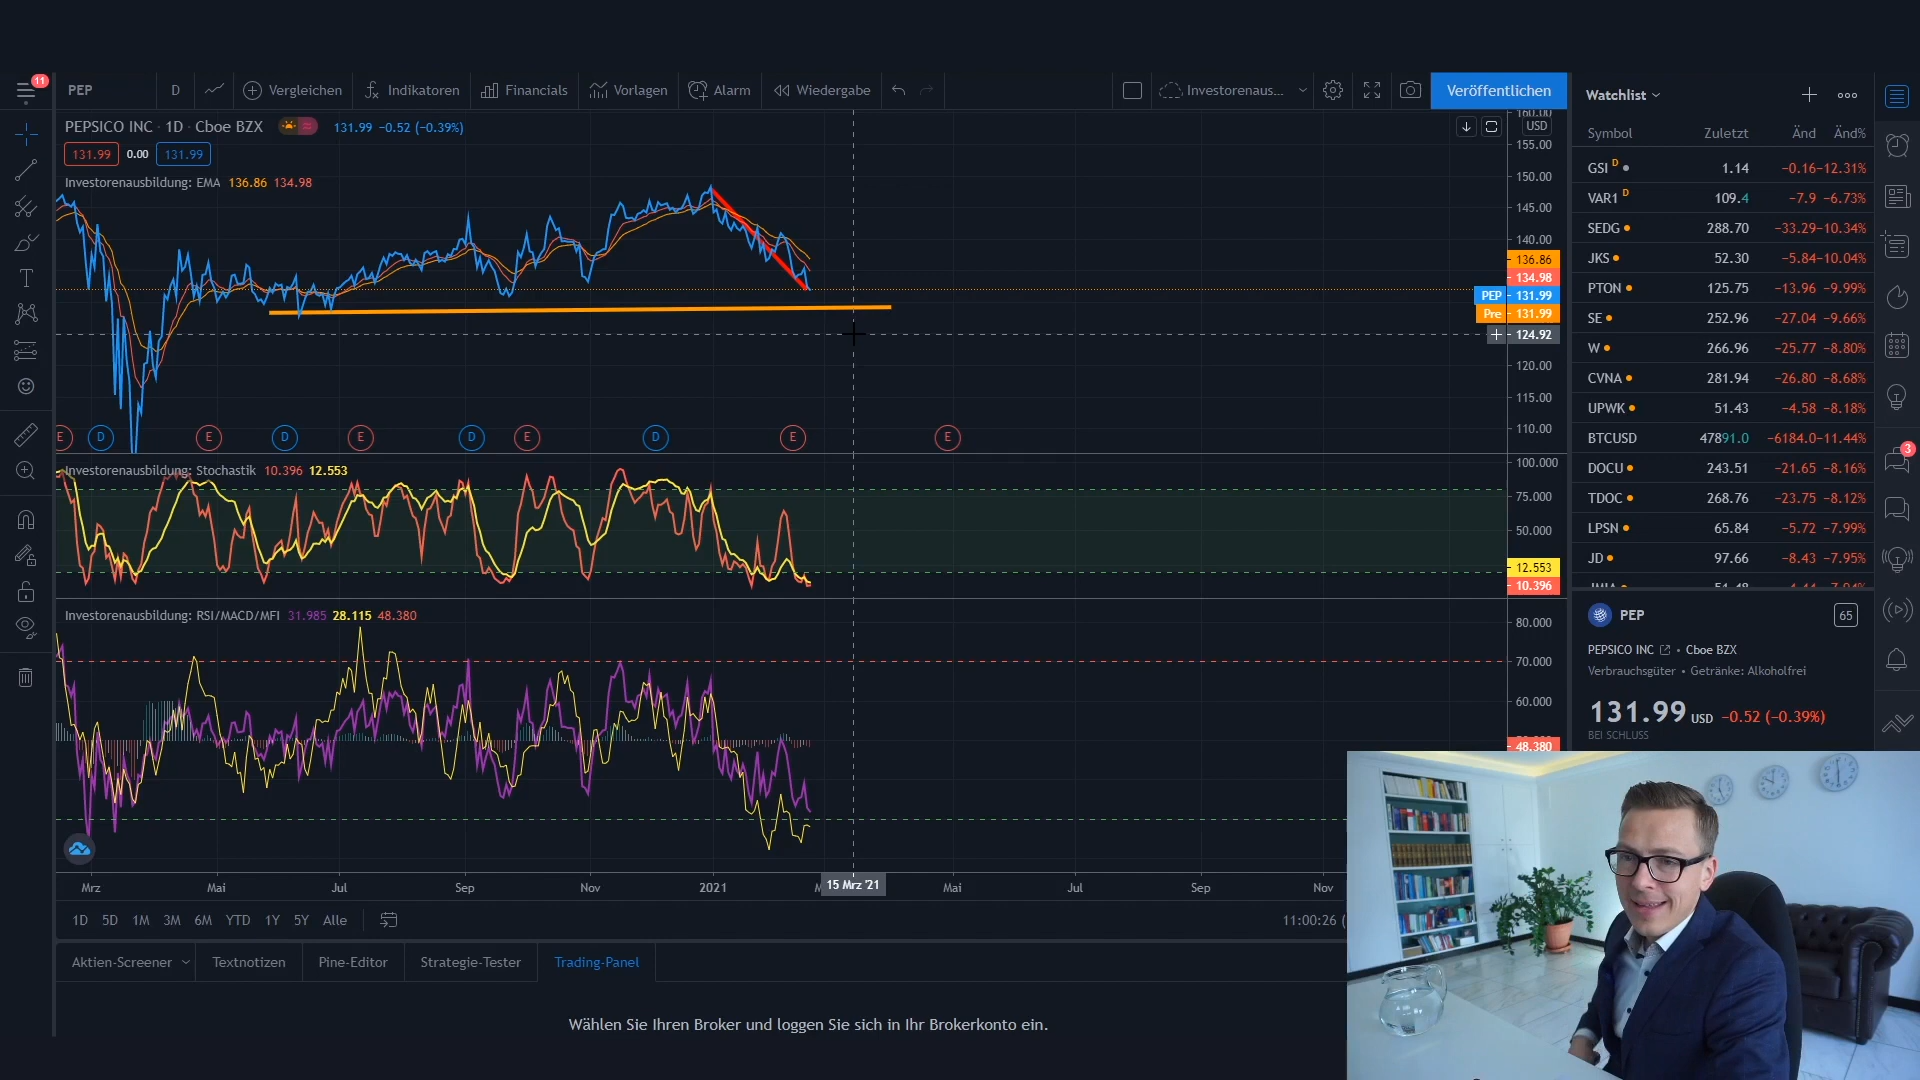 11
PEP D Vergleichen Indikatoren Financials Vorlagen Alarm Wiedergabe Investorenaus... Veröffentlichen
PEPSICO INC · 1D · Cboe BZX 131.99 −0.52 (−0.39%)
131.99 0.00 131.99
Investorenausbildung: EMA 136.86 134.98
USD
160.00
155.00
150.00
145.00
140.00
136.86
134.98
PEP 131.99
Pre 131.99
124.92
120.00
115.00
110.00
E D E D E D E D E E
Investorenausbildung: Stochastik 10.396 12.553
100.000
75.000
50.000
12.553
10.396
Investorenausbildung: RSI/MACD/MFI 31.985 28.115 48.380
80.000
70.000
60.000
48.380
Mrz Mai Jul Sep Nov 2021 15 Mrz '21 Mai Jul Sep Nov
1D 5D 1M 3M 6M YTD 1Y 5Y Alle 11:00:26 (
Aktien-Screener Textnotizen Pine-Editor Strategie-Tester Trading-Panel
Wählen Sie Ihren Broker und loggen Sie sich in Ihr Brokerkonto ein.
Watchlist
Symbol Zuletzt Änd Änd%
GSI D 1.14 −0.16 −12.31%
VAR1 D 109.4 −7.9 −6.73%
SEDG 288.70 −33.29 −10.34%
JKS 52.30 −5.84 −10.04%
PTON 125.75 −13.96 −9.99%
SE 252.96 −27.04 −9.66%
W 266.96 −25.77 −8.80%
CVNA 281.94 −26.80 −8.68%
UPWK 51.43 −4.58 −8.18%
BTCUSD 47891.0 −6184.0 −11.44%
DOCU 243.51 −21.65 −8.16%
TDOC 268.76 −23.75 −8.12%
LPSN 65.84 −5.72 −7.99%
JD 97.66 −8.43 −7.95%
3
PEP 65
PEPSICO INC • Cboe BZX
Verbrauchsgüter • Getränke: Alkoholfrei
131.99 USD −0.52 (−0.39%)
BEI SCHLUSS